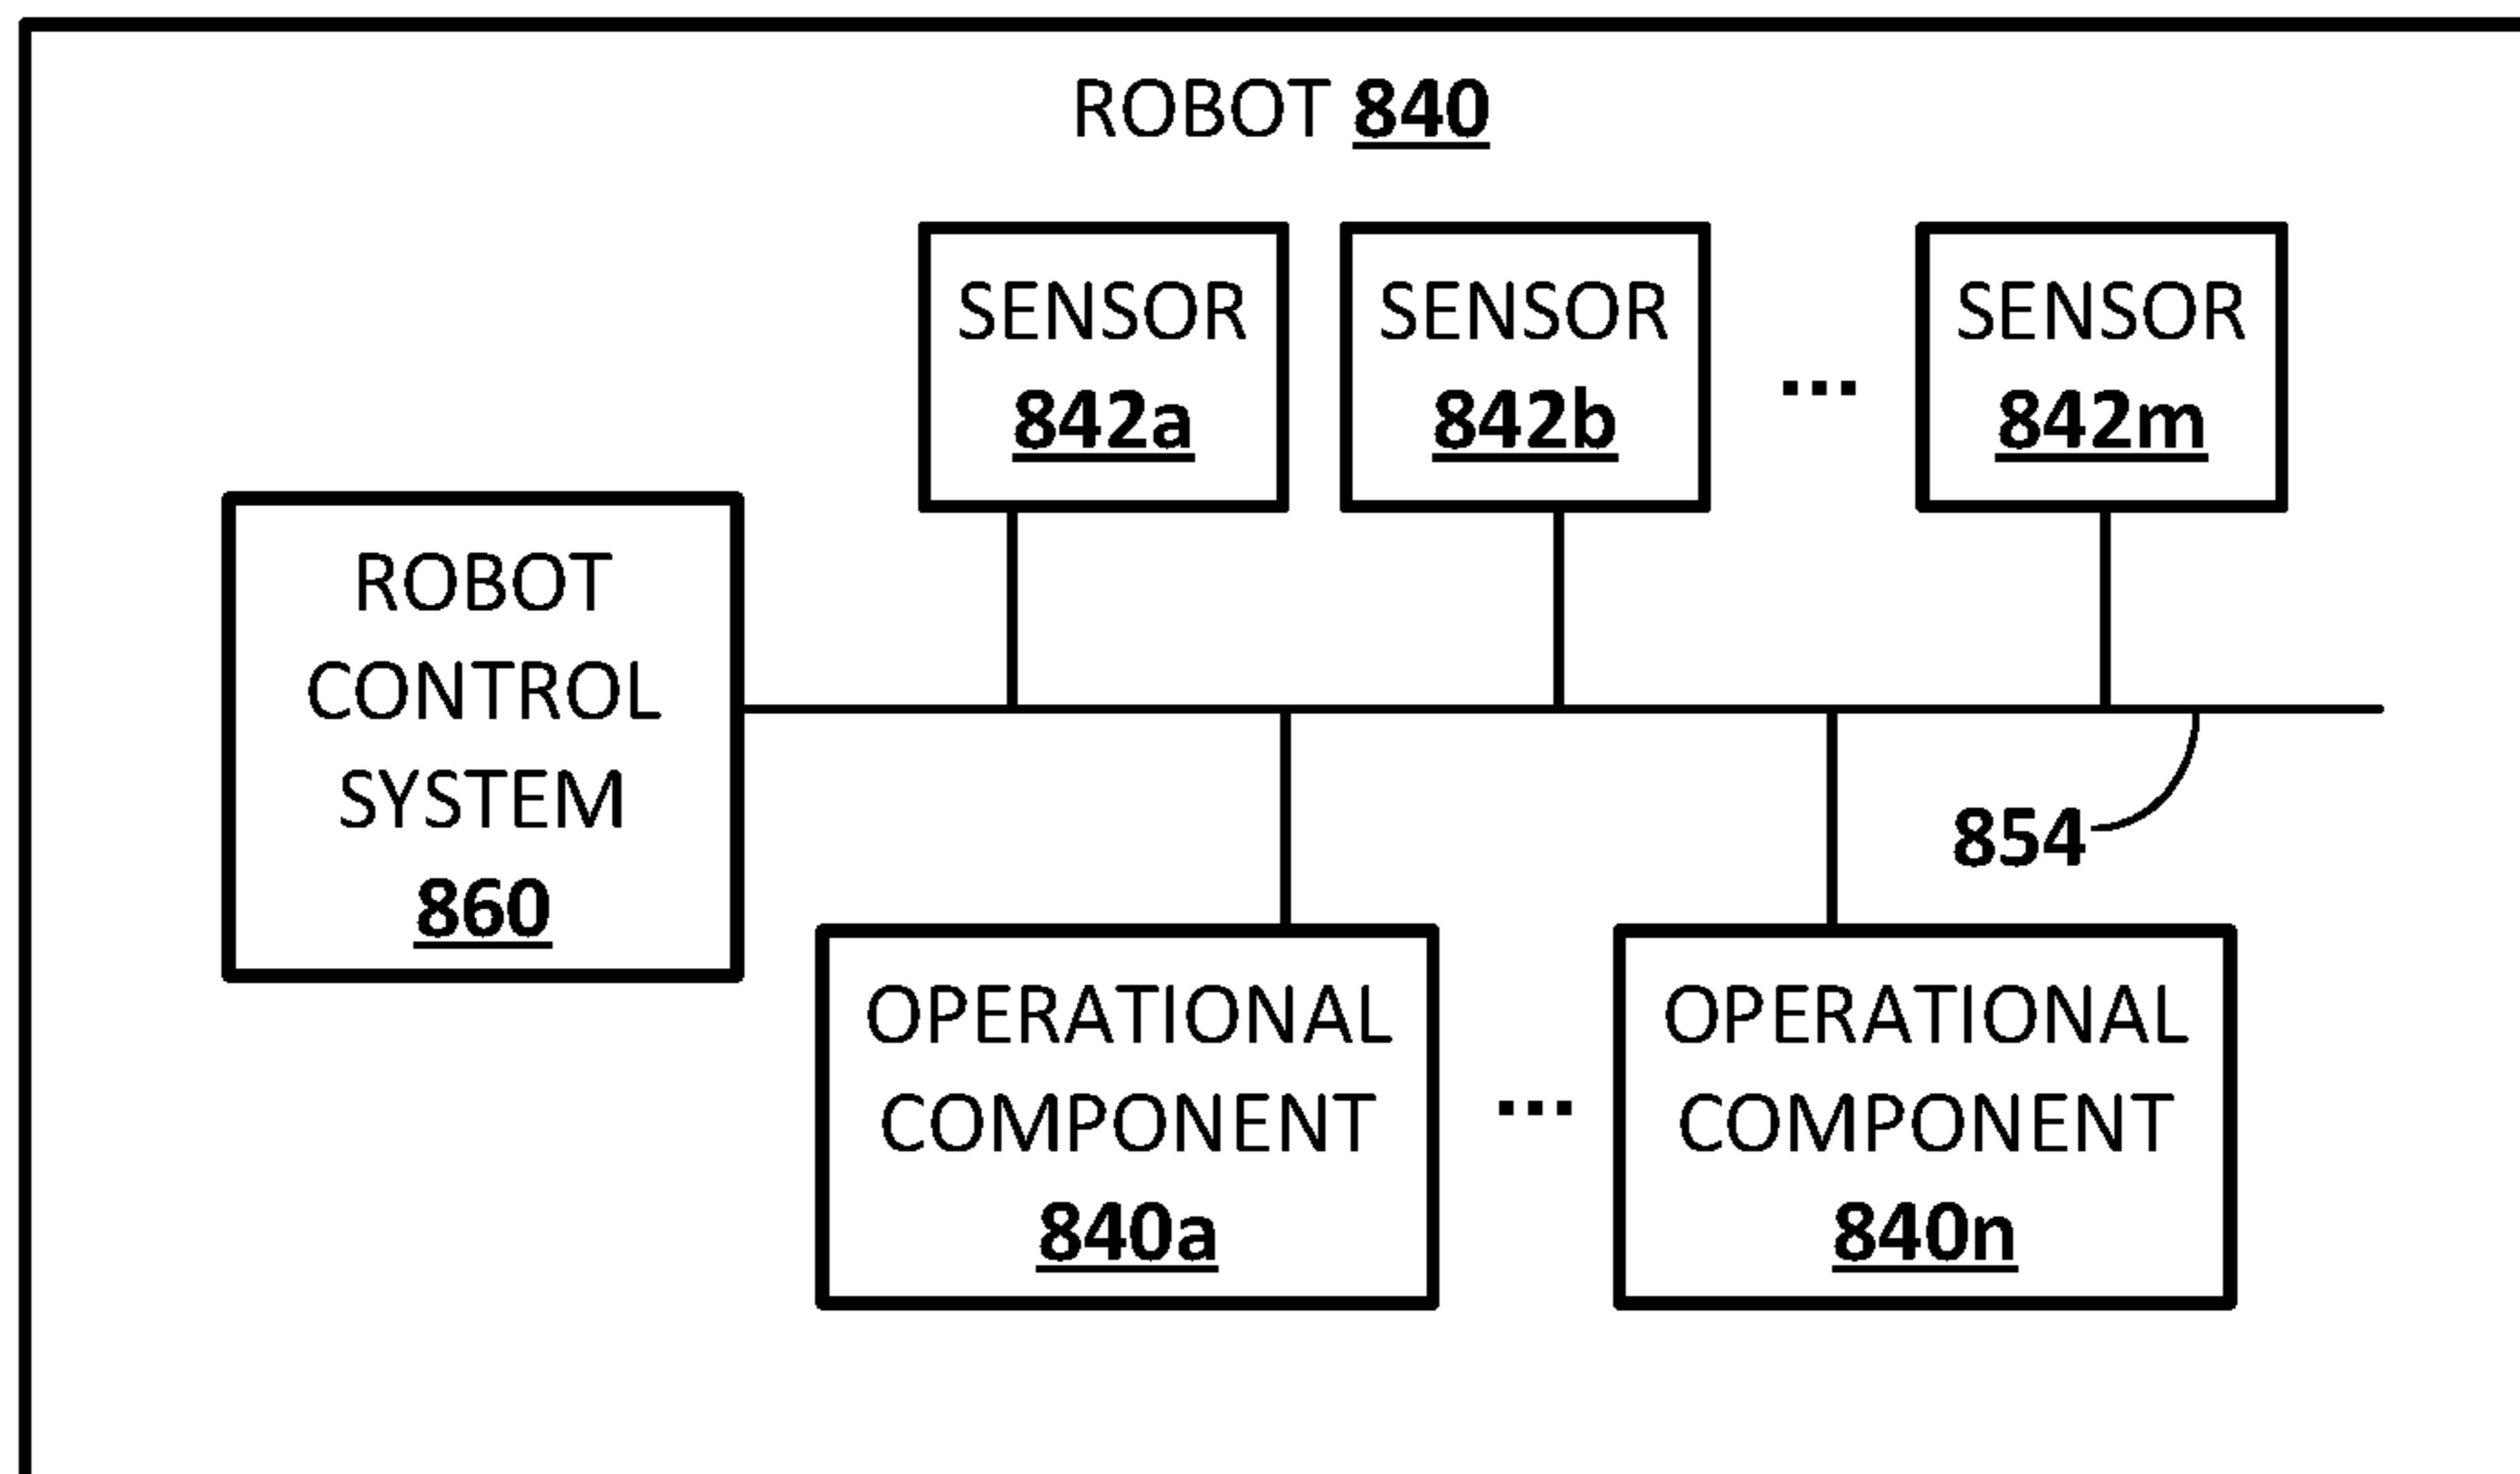 ROBOT 840
SENSOR
842a
SENSOR
842b
...
SENSOR
842m
ROBOT
CONTROL
SYSTEM
860
854
OPERATIONAL
COMPONENT
840a
...
OPERATIONAL
COMPONENT
840n